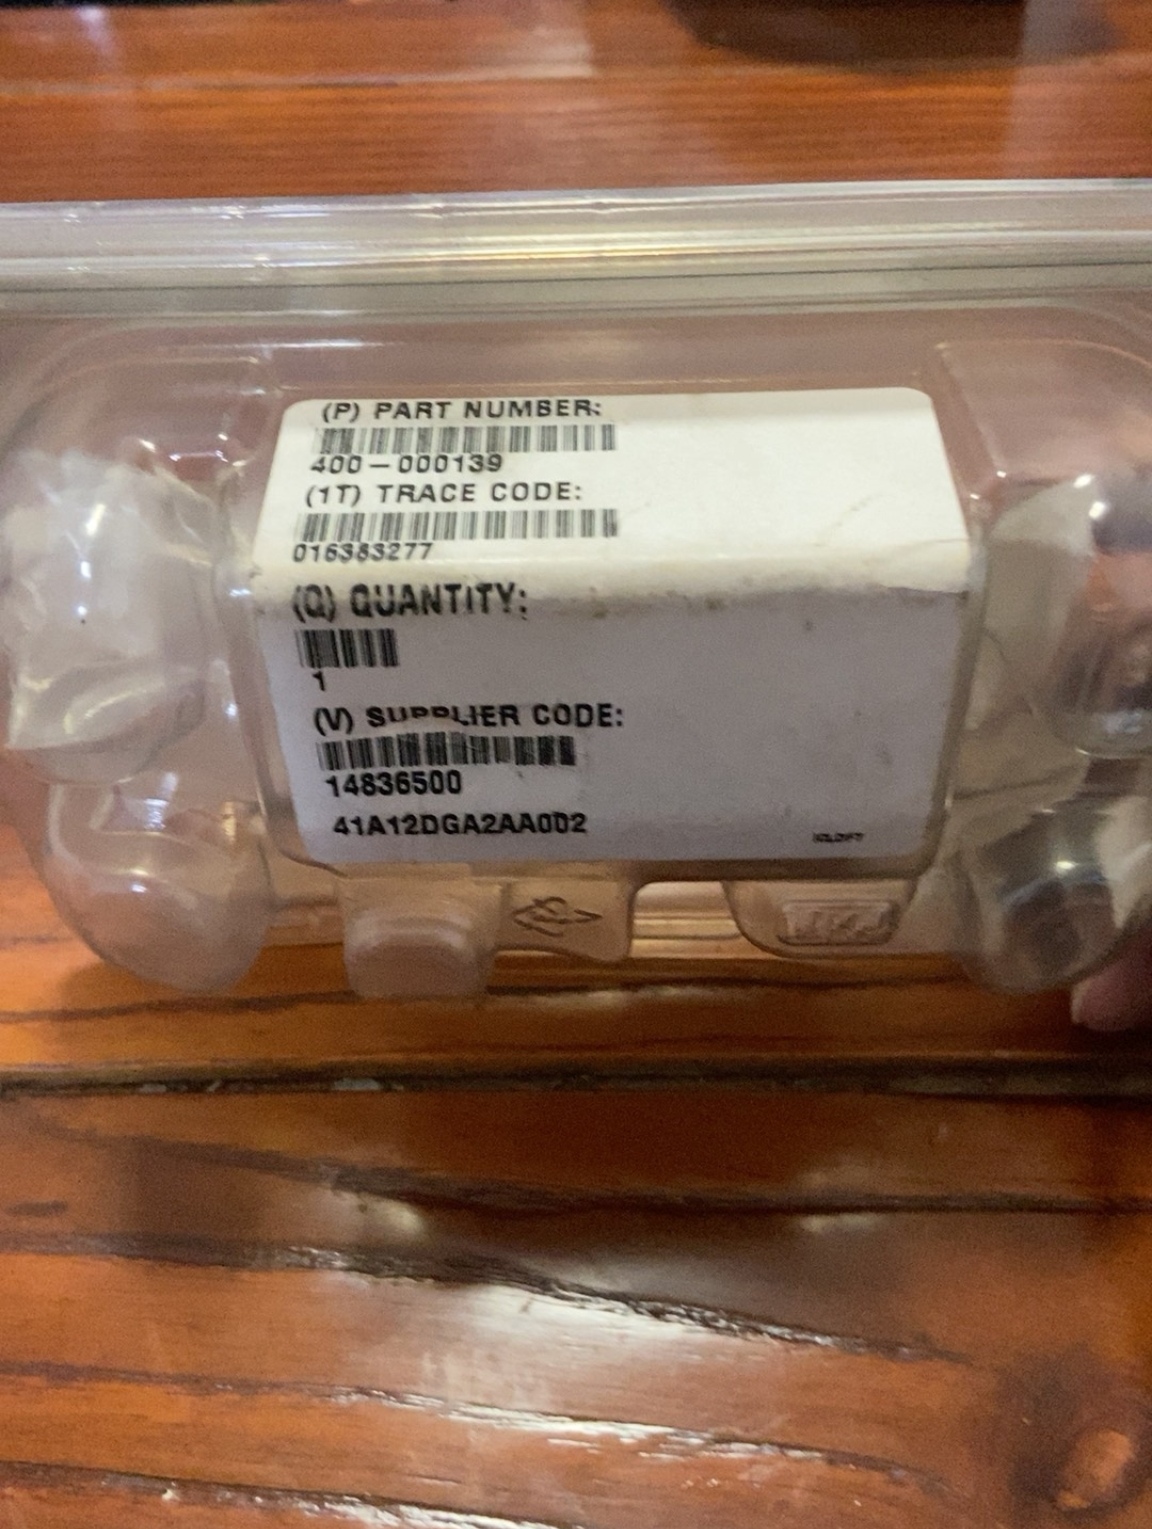 (P) PART NUMBER:
400-000139
(1T) TRACE CODE:
016383277
(Q) QUANTITY:
1
(V) SUPPLIER CODE:
14836500
41A12DGA2AA002